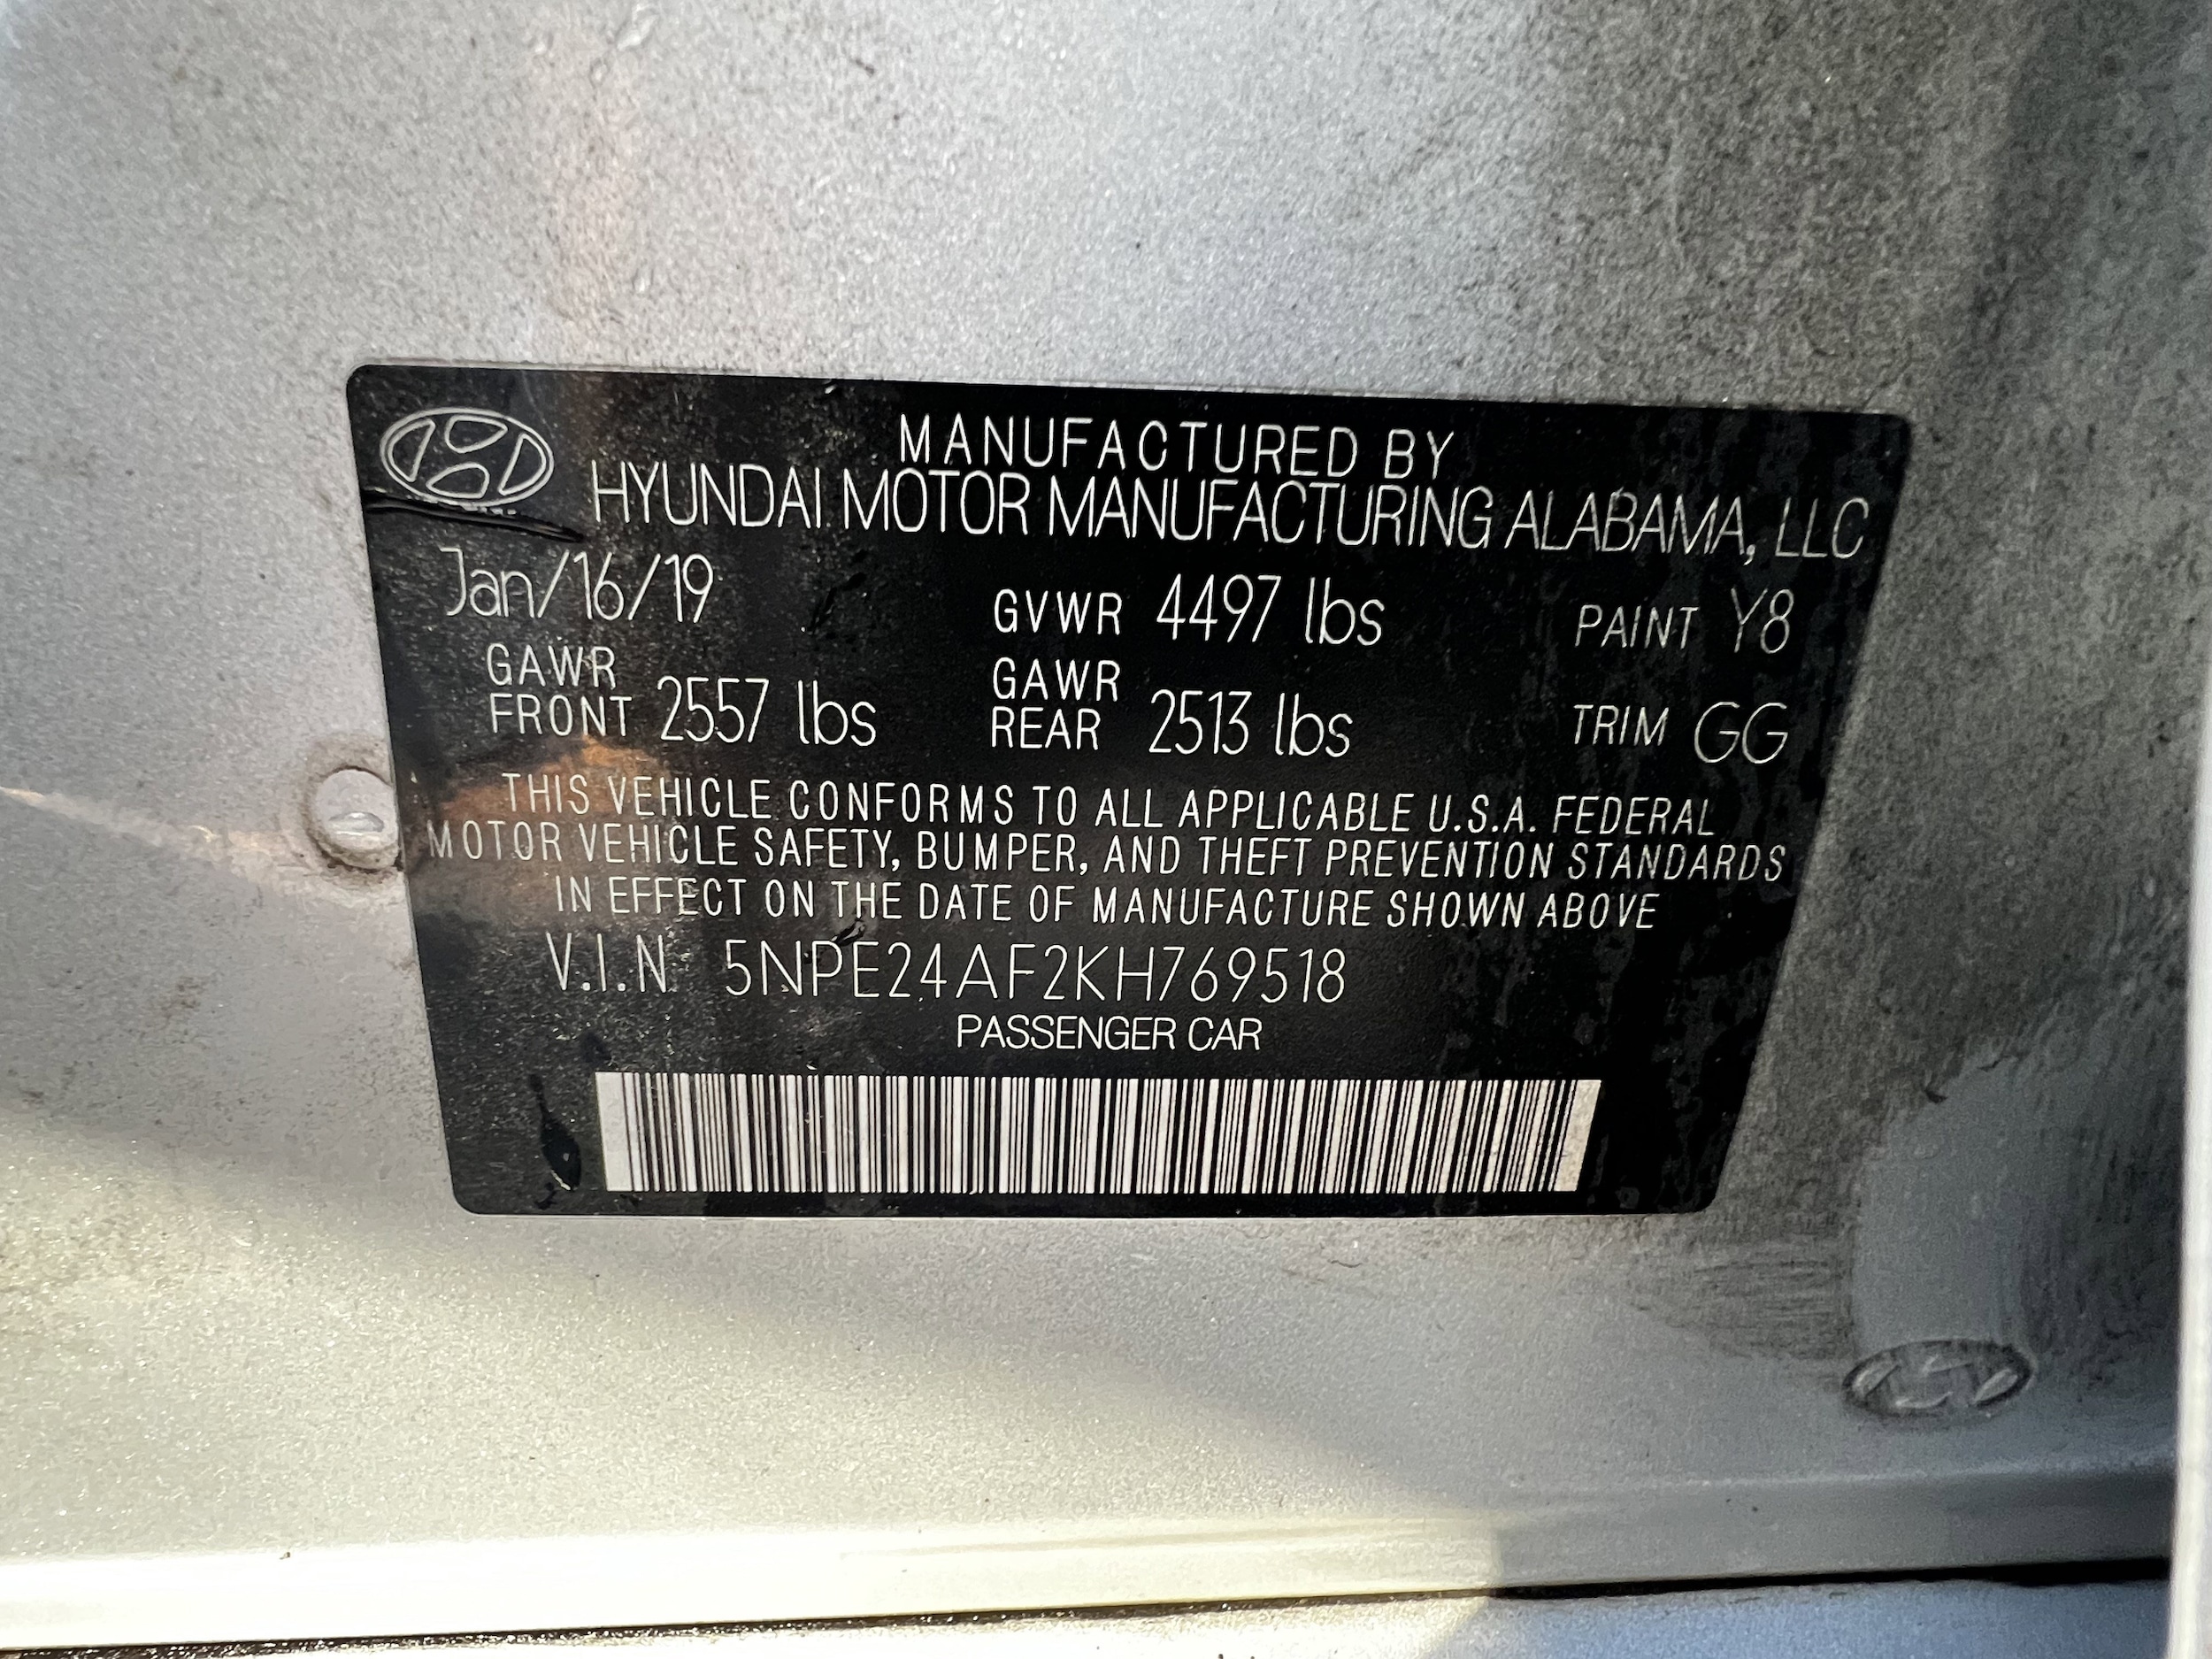 MANUFACTURED BY
HYUNDAI MOTOR MANUFACTURING ALABAMA, LLC
Jan/16/19 GVWR 4497 lbs PAINT Y8
GAWR FRONT 2557 lbs GAWR REAR 2513 lbs TRIM GG
THIS VEHICLE CONFORMS TO ALL APPLICABLE U.S.A. FEDERAL
MOTOR VEHICLE SAFETY, BUMPER, AND THEFT PREVENTION STANDARDS
IN EFFECT ON THE DATE OF MANUFACTURE SHOWN ABOVE
V.I.N 5NPE24AF2KH769518
PASSENGER CAR